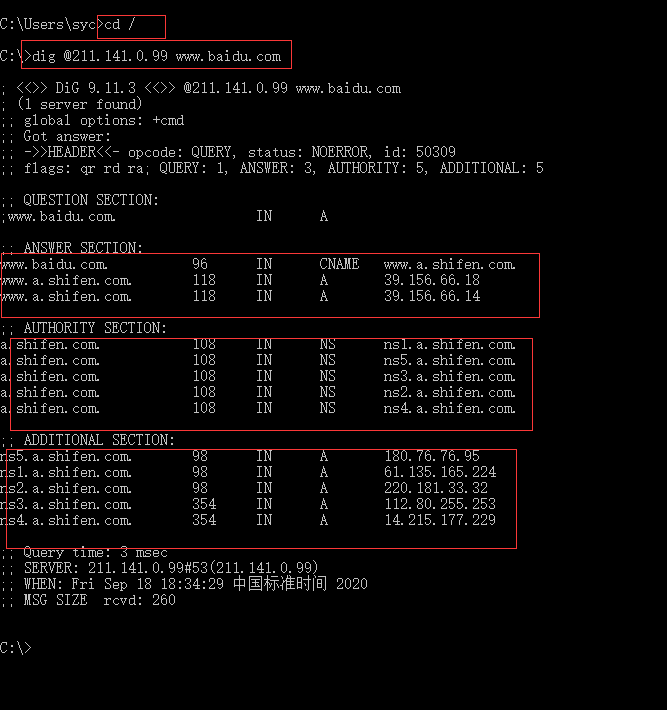 C:\Users\syc>cd /
C:\>dig @211.141.0.99 www.baidu.com
; <<>> DiG 9.11.3 <<>> @211.141.0.99 www.baidu.com
; (1 server found)
;; global options: +cmd
;; Got answer:
;; ->>HEADER<<- opcode: QUERY, status: NOERROR, id: 50309
;; flags: qr rd ra; QUERY: 1, ANSWER: 3, AUTHORITY: 5, ADDITIONAL: 5
;; QUESTION SECTION:
;www.baidu.com. IN A
;; ANSWER SECTION:
www.baidu.com. 96 IN CNAME www.a.shifen.com.
www.a.shifen.com. 118 IN A 39.156.66.18
www.a.shifen.com. 118 IN A 39.156.66.14
;; AUTHORITY SECTION:
a.shifen.com. 108 IN NS ns1.a.shifen.com.
a.shifen.com. 108 IN NS ns5.a.shifen.com.
a.shifen.com. 108 IN NS ns3.a.shifen.com.
a.shifen.com. 108 IN NS ns2.a.shifen.com.
a.shifen.com. 108 IN NS ns4.a.shifen.com.
;; ADDITIONAL SECTION:
ns5.a.shifen.com. 98 IN A 180.76.76.95
ns1.a.shifen.com. 98 IN A 61.135.165.224
ns2.a.shifen.com. 98 IN A 220.181.33.32
ns3.a.shifen.com. 354 IN A 112.80.255.253
ns4.a.shifen.com. 354 IN A 14.215.177.229
;; Query time: 3 msec
;; SERVER: 211.141.0.99#53(211.141.0.99)
;; WHEN: Fri Sep 18 18:34:29 中国标准时间 2020
;; MSG SIZE rcvd: 260
C:\>